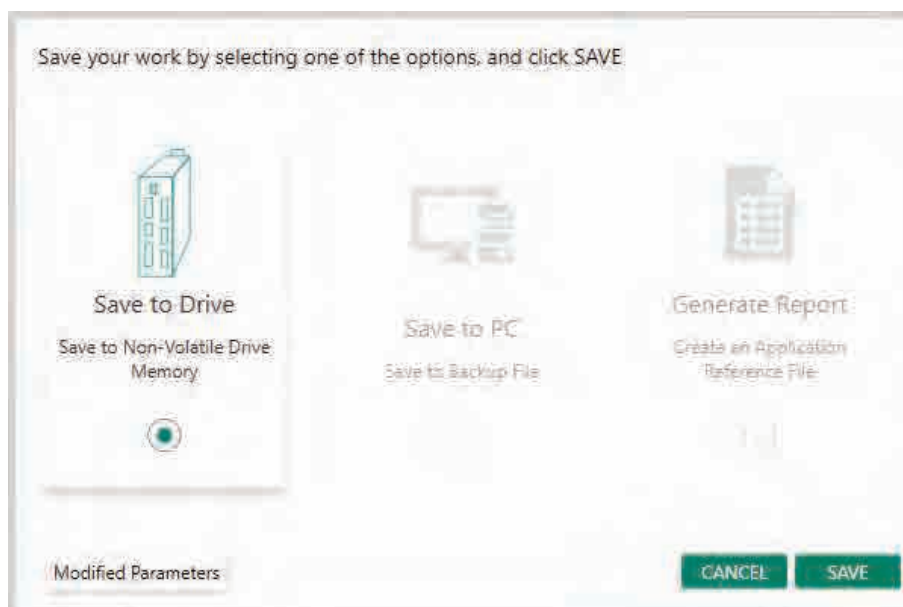 Save your work by selecting one of the options, and click SAVE
Save to Drive
Save to Non-Volatile Drive
Memory
Save to PC
Save to Backup File
Generate Report
Create an Application
Reference File
Modified Parameters
CANCEL
SAVE